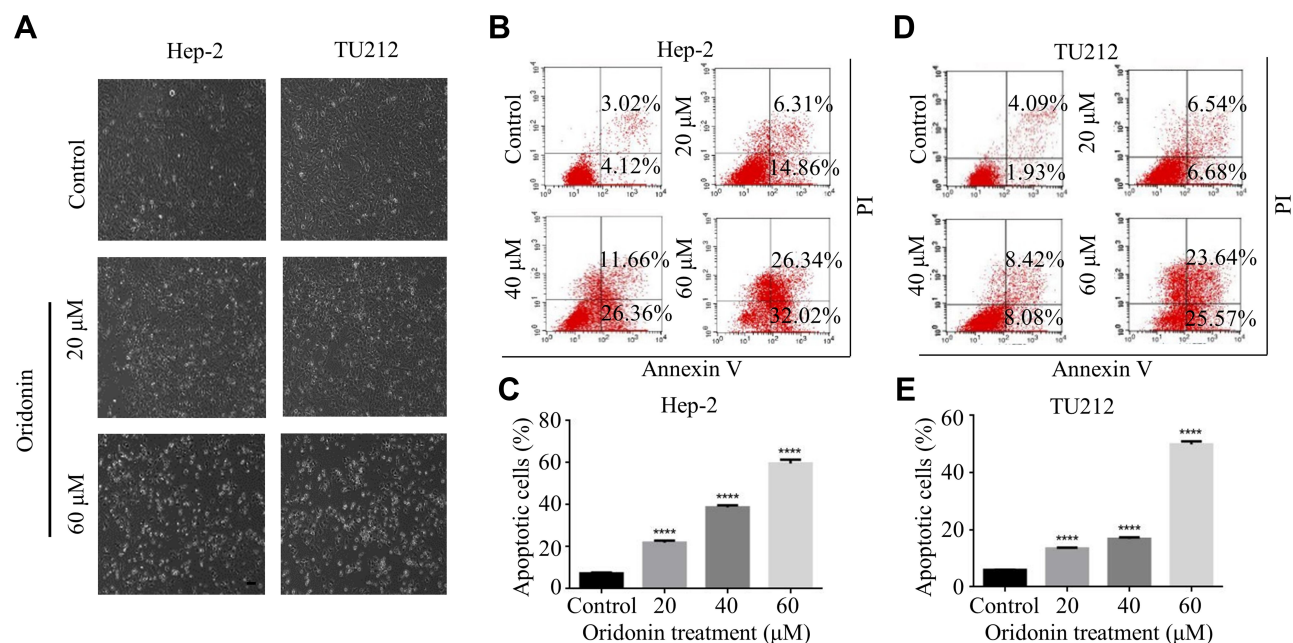 A
Hep-2
TU212
Control
Oridonin
20 μM
60 μM
B
Hep-2
Control
3.02%
4.12%
20 μM
6.31%
14.86%
40 μM
11.66%
26.36%
60 μM
26.34%
32.02%
PI
Annexin V
D
TU212
Control
4.09%
1.93%
20 μM
6.54%
6.68%
40 μM
8.42%
8.08%
60 μM
23.64%
25.57%
PI
Annexin V
C
Hep-2
Apoptotic cells (%)
80
60
40
20
0
****
****
****
Control 20 40 60
Oridonin treatment (μM)
E
TU212
Apoptotic cells (%)
60
40
20
0
****
****
****
Control 20 40 60
Oridonin treatment (μM)